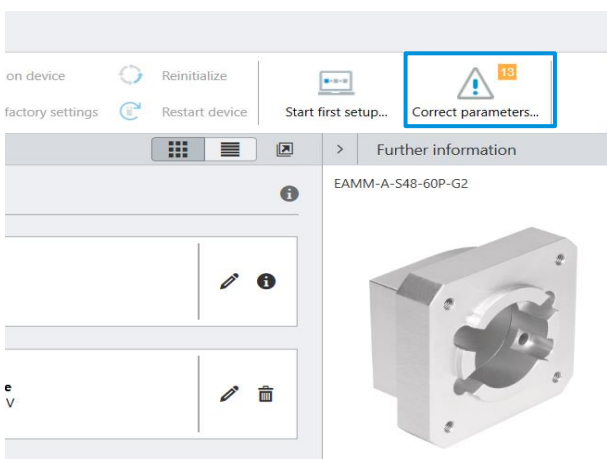 on device
Reinitialize
factory settings
Restart device
Start first setup...
13
Correct parameters...
> Further information
EAMM-A-S48-60P-G2
e
V